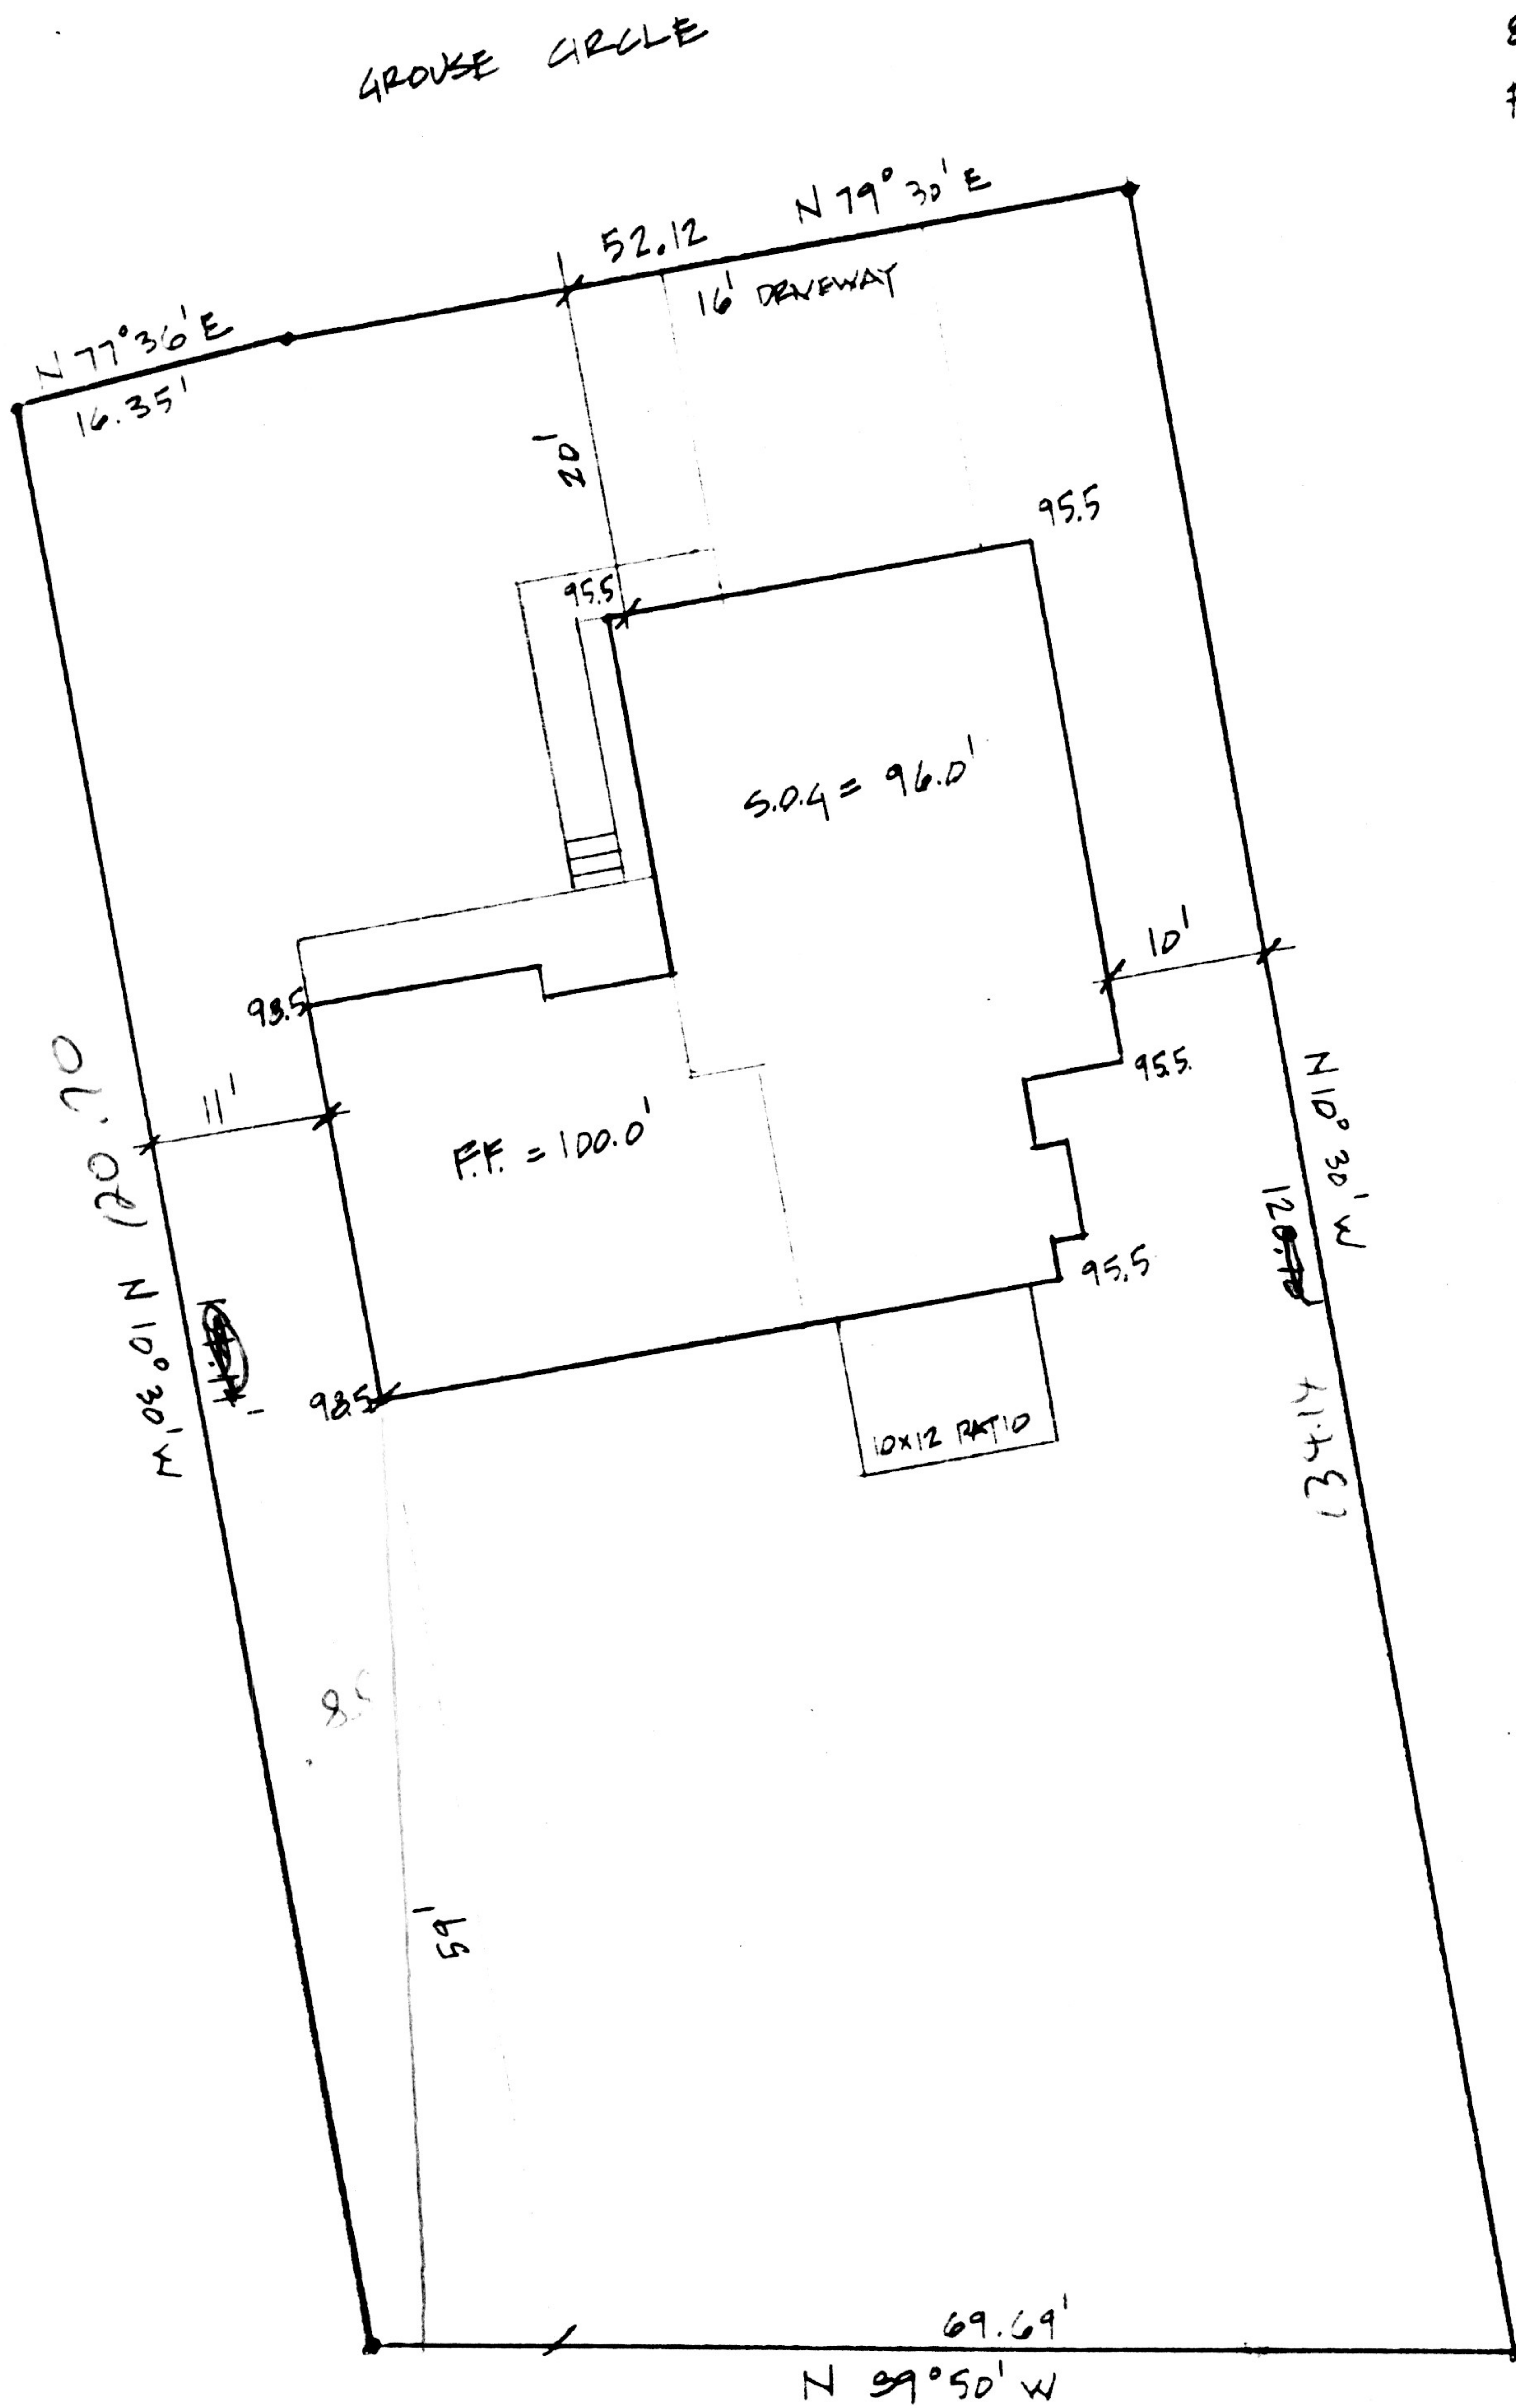 GROUSE CIRCLE
N 79° 30' E
52.12
16' DRIVEWAY
N 77° 36' E
16.35'
20'
95.5
95.5
S.O.G = 96.0'
10'
98.5
95.5.
11'
F.F. = 100.0'
120.70
N 10° 30' W
N 10° 30' W
95.5
98.5
10x12 PATIO
134.14
59'
69.69'
N 89° 50' W